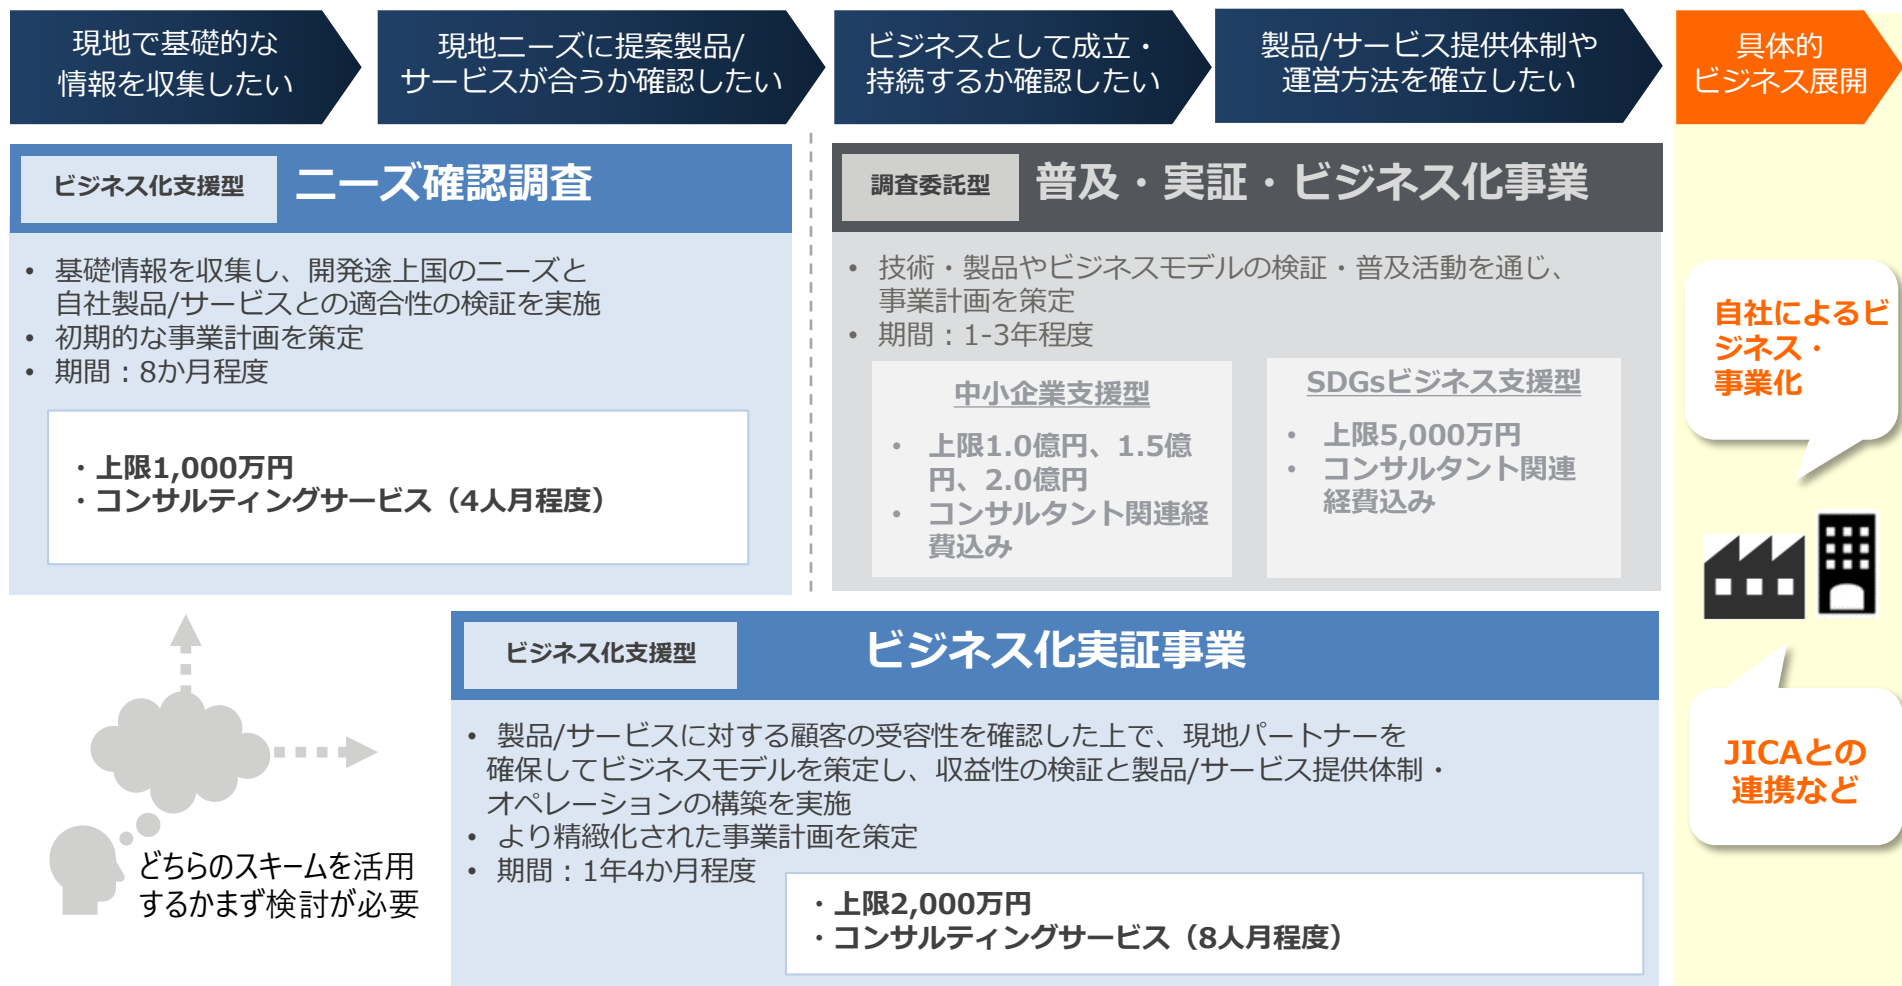 現地で基礎的な
情報を収集したい
現地ニーズに提案製品/
サービスが合うか確認したい
ビジネスとして成立・
持続するか確認したい
製品/サービス提供体制や
運営方法を確立したい
具体的
ビジネス展開
ビジネス化支援型
ニーズ確認調査
• 基礎情報を収集し、開発途上国のニーズと
自社製品/サービスとの適合性の検証を実施
• 初期的な事業計画を策定
• 期間：8か月程度
・上限1,000万円
・コンサルティングサービス（4人月程度）
調査委託型
普及・実証・ビジネス化事業
• 技術・製品やビジネスモデルの検証・普及活動を通じ、
事業計画を策定
• 期間：1-3年程度
中小企業支援型
• 上限1.0億円、1.5億
円、2.0億円
• コンサルタント関連経
費込み
SDGsビジネス支援型
• 上限5,000万円
• コンサルタント関連
経費込み
ビジネス化支援型
ビジネス化実証事業
• 製品/サービスに対する顧客の受容性を確認した上で、現地パートナーを
確保してビジネスモデルを策定し、収益性の検証と製品/サービス提供体制・
オペレーションの構築を実施
• より精緻化された事業計画を策定
• 期間：1年4か月程度
・上限2,000万円
・コンサルティングサービス（8人月程度）
どちらのスキームを活用
するかまず検討が必要
自社によるビ
ジネス・
事業化
JICAとの
連携など